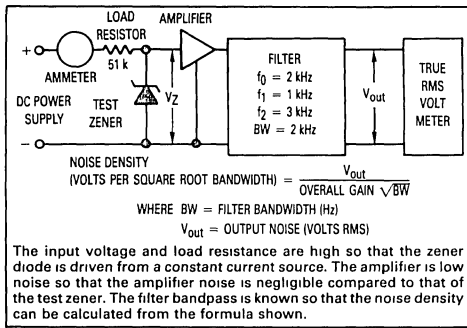 LOAD RESISTOR
51 k
AMPLIFIER
+
AMMETER
DC POWER SUPPLY
TEST ZENER
VZ
−
FILTER
f0 = 2 kHz
f1 = 1 kHz
f2 = 3 kHz
BW = 2 kHz
Vout
TRUE
RMS
VOLT
METER
NOISE DENSITY
(VOLTS PER SQUARE ROOT BANDWIDTH) = Vout / OVERALL GAIN √BW
WHERE BW = FILTER BANDWIDTH (Hz)
Vout = OUTPUT NOISE (VOLTS RMS)
The input voltage and load resistance are high so that the zener
diode is driven from a constant current source. The amplifier is low
noise so that the amplifier noise is negligible compared to that of
the test zener. The filter bandpass is known so that the noise density
can be calculated from the formula shown.